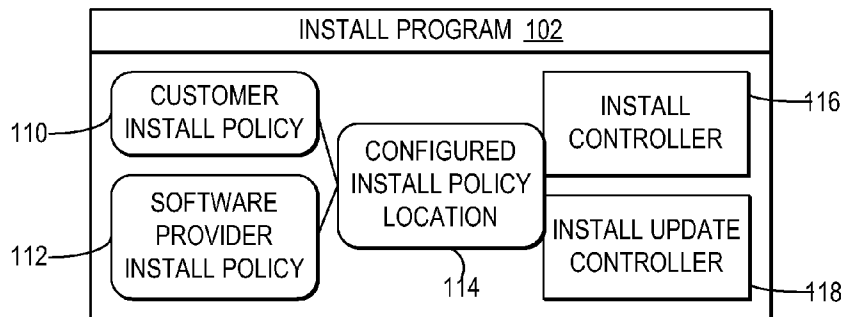 INSTALL PROGRAM 102
CUSTOMER
INSTALL POLICY
110
SOFTWARE
PROVIDER
INSTALL POLICY
112
CONFIGURED
INSTALL POLICY
LOCATION
114
INSTALL
CONTROLLER
116
INSTALL UPDATE
CONTROLLER
118